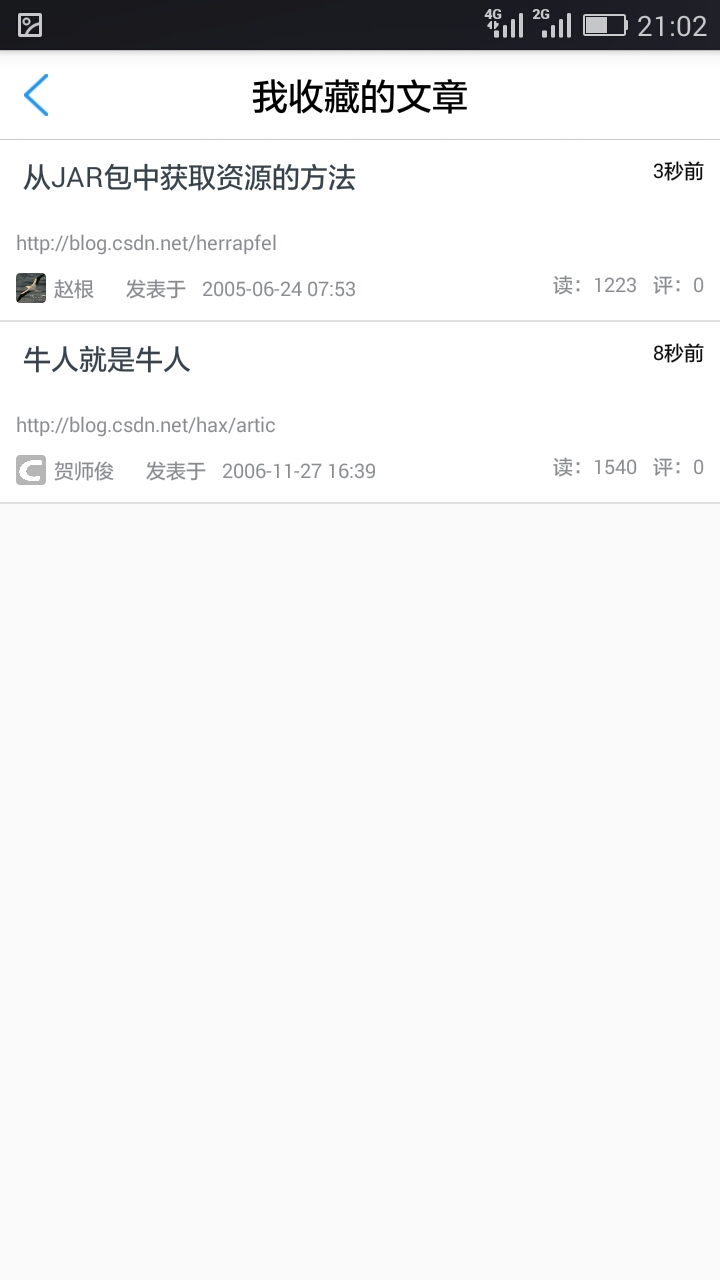 4G 2G 21:02
我收藏的文章
从JAR包中获取资源的方法 3秒前
http://blog.csdn.net/herrapfel
赵根 发表于 2005-06-24 07:53 读：1223 评：0
牛人就是牛人 8秒前
http://blog.csdn.net/hax/artic
贺师俊 发表于 2006-11-27 16:39 读：1540 评：0